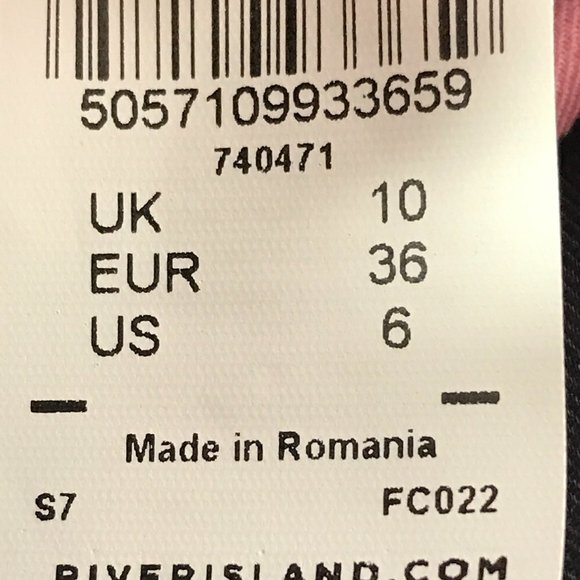 5057109933659
740471
UK 10
EUR 36
US 6
Made in Romania
S7 FC022
RIVERISLAND.COM